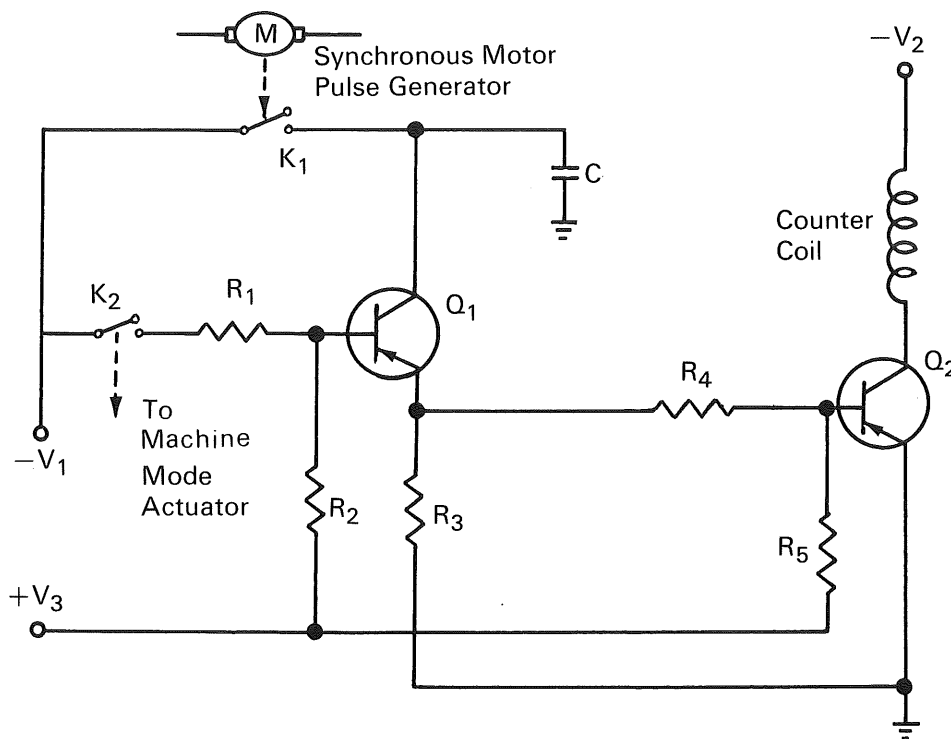 M
Synchronous Motor
Pulse Generator
−V2
K1
C
Counter
Coil
K2
R1
Q1
R4
Q2
To
Machine
Mode
Actuator
−V1
R2
R3
R5
+V3